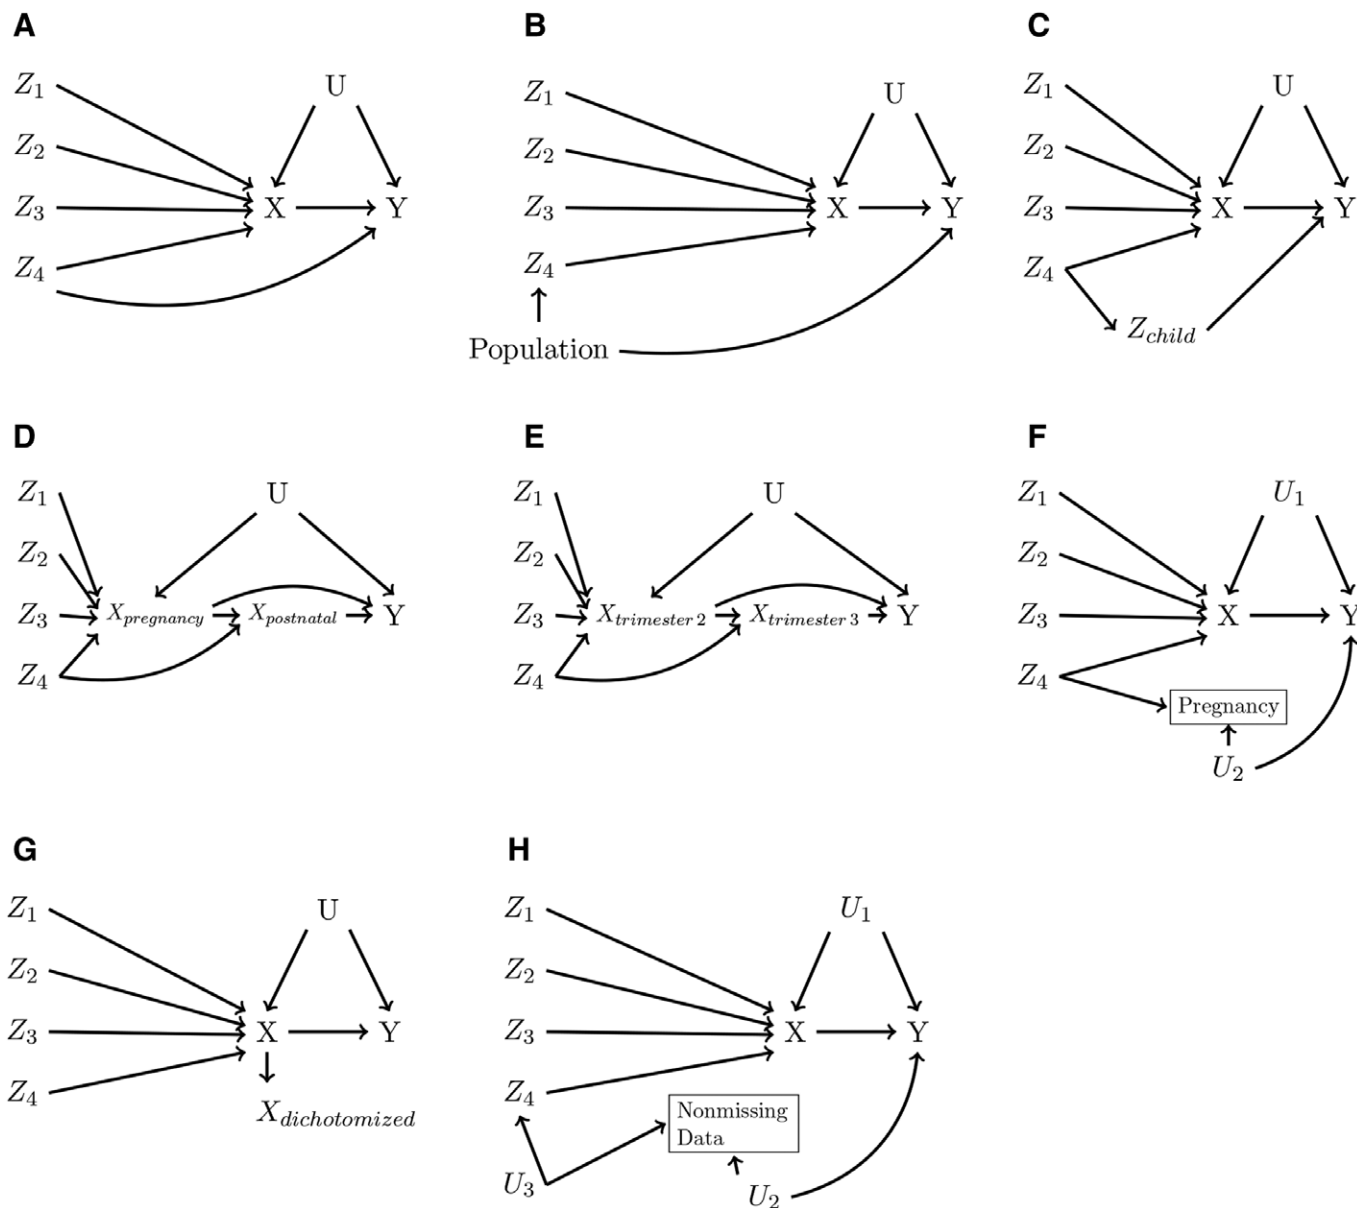 A
Z1
U
Z2
Z3
X
Y
Z4
B
Z1
U
Z2
Z3
X
Y
Z4
Population
C
Z1
U
Z2
Z3
X
Y
Z4
Zchild
D
Z1
U
Z2
Z3
Xpregnancy
Xpostnatal
Y
Z4
E
Z1
U
Z2
Z3
Xtrimester 2
Xtrimester 3
Y
Z4
F
Z1
U1
Z2
Z3
X
Y
Z4
Pregnancy
U2
G
Z1
U
Z2
Z3
X
Y
Z4
Xdichotomized
H
Z1
U1
Z2
Z3
X
Y
Z4
Nonmissing
Data
U3
U2